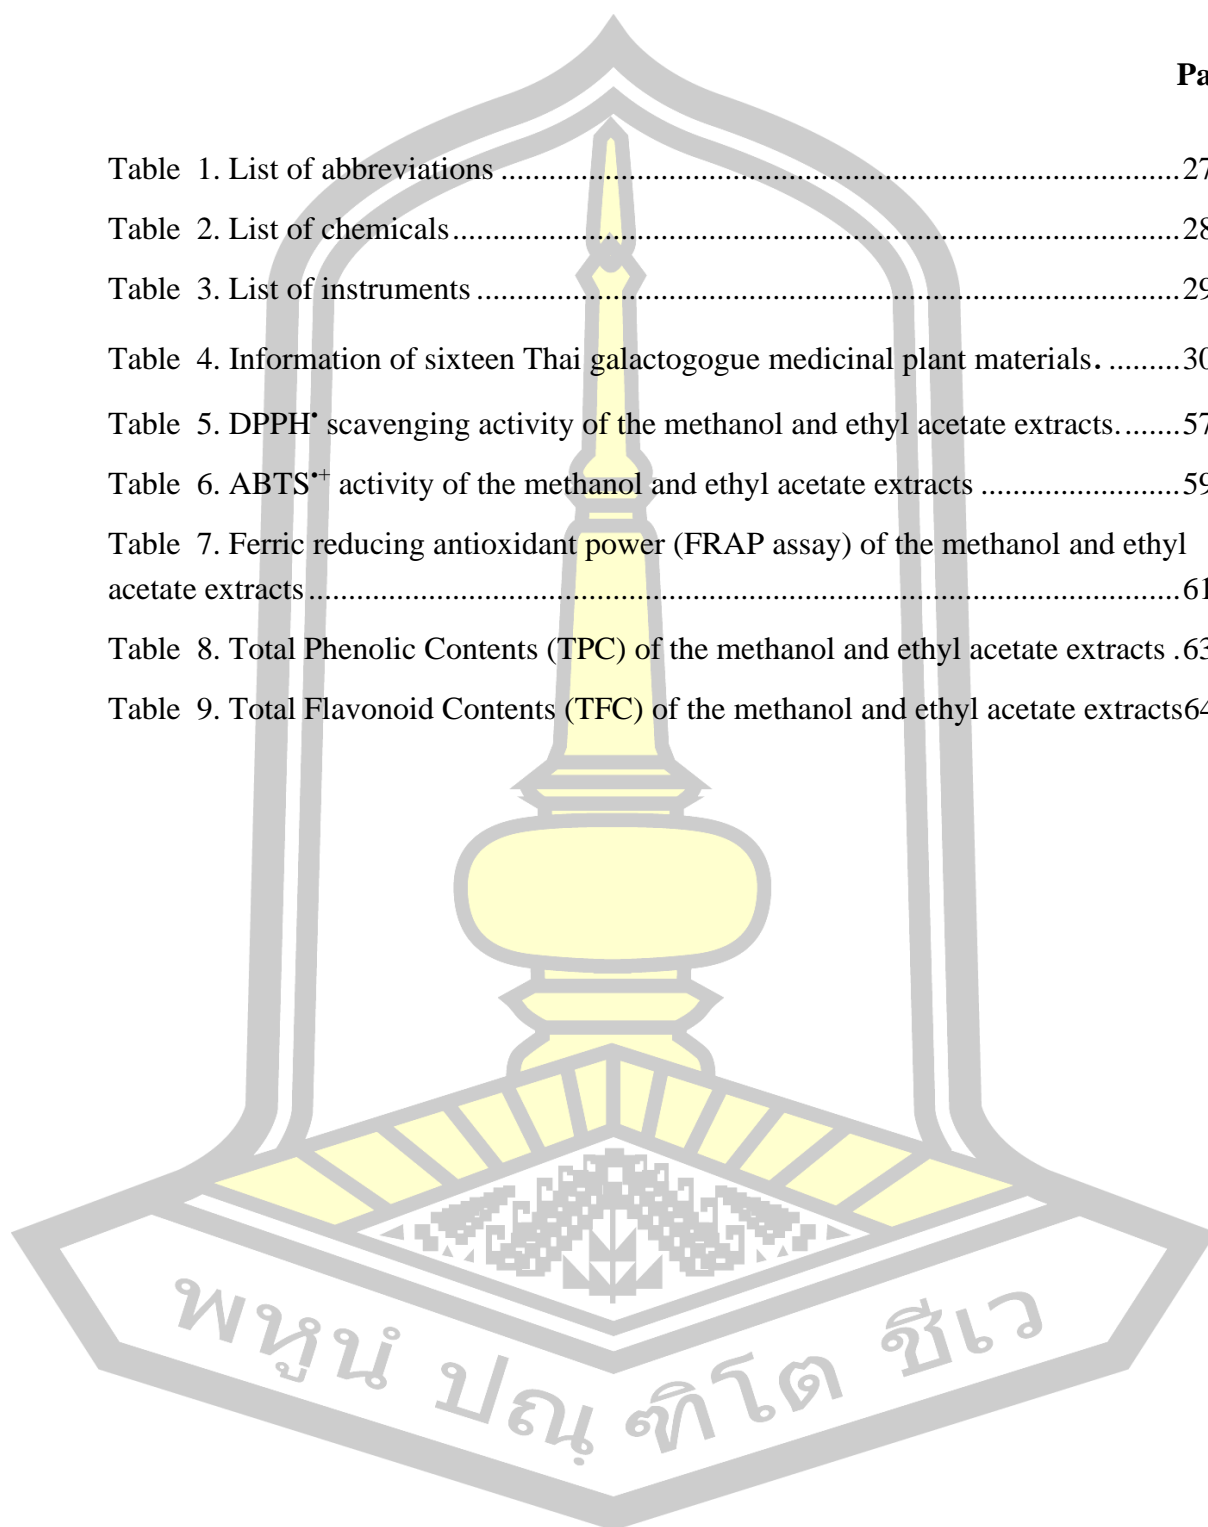 Pa
Table  1. List of abbreviations ....................................................................................27
Table  2. List of chemicals..........................................................................................28
Table  3. List of instruments .......................................................................................29
Table  4. Information of sixteen Thai galactogogue medicinal plant materials. .........30
Table  5. DPPH• scavenging activity of the methanol and ethyl acetate extracts........57
Table  6. ABTS•+ activity of the methanol and ethyl acetate extracts .........................59
Table  7. Ferric reducing antioxidant power (FRAP assay) of the methanol and ethyl
acetate extracts.............................................................................................................61
Table  8. Total Phenolic Contents (TPC) of the methanol and ethyl acetate extracts .63
Table  9. Total Flavonoid Contents (TFC) of the methanol and ethyl acetate extracts64
พหูนํ ปณฺฑิโต ชีเว